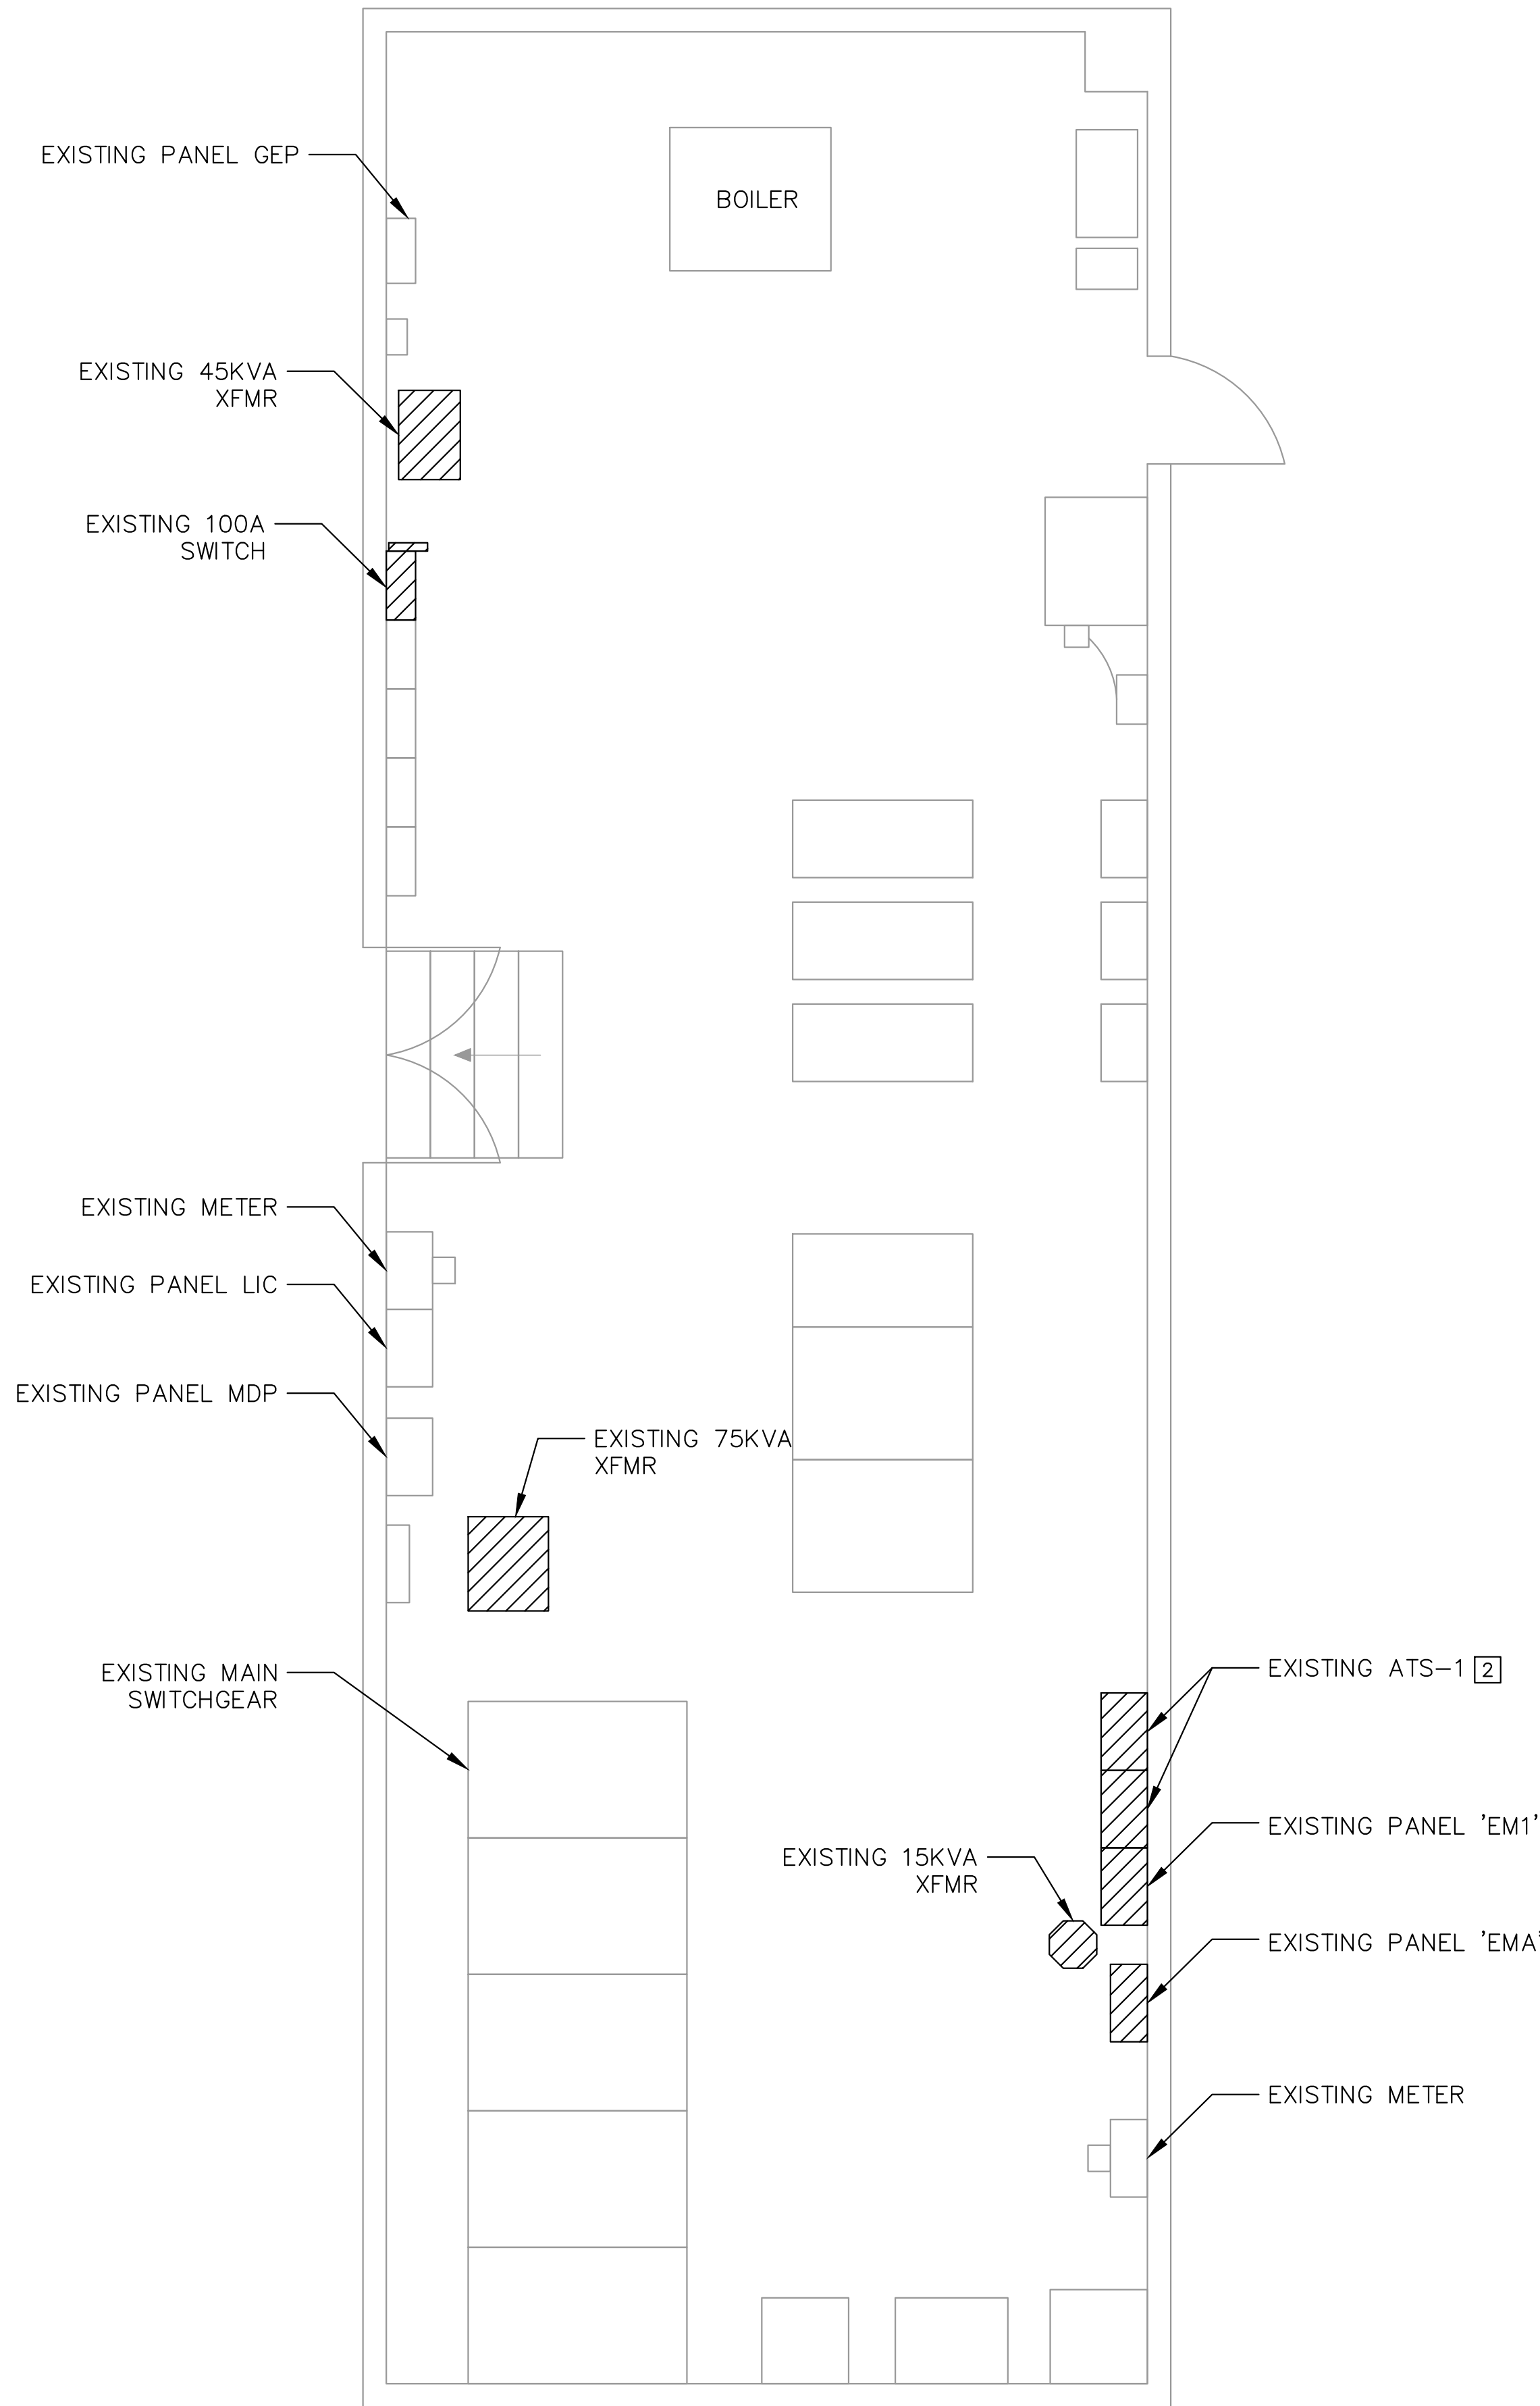 EXISTING PANEL GEP
BOILER
EXISTING 45KVA
XFMR
EXISTING 100A
SWITCH
EXISTING METER
EXISTING PANEL LIC
EXISTING PANEL MDP
EXISTING 75KVA
XFMR
EXISTING MAIN
SWITCHGEAR
EXISTING ATS-1 2
EXISTING PANEL 'EM1'
EXISTING 15KVA
XFMR
EXISTING PANEL 'EMA'
EXISTING METER